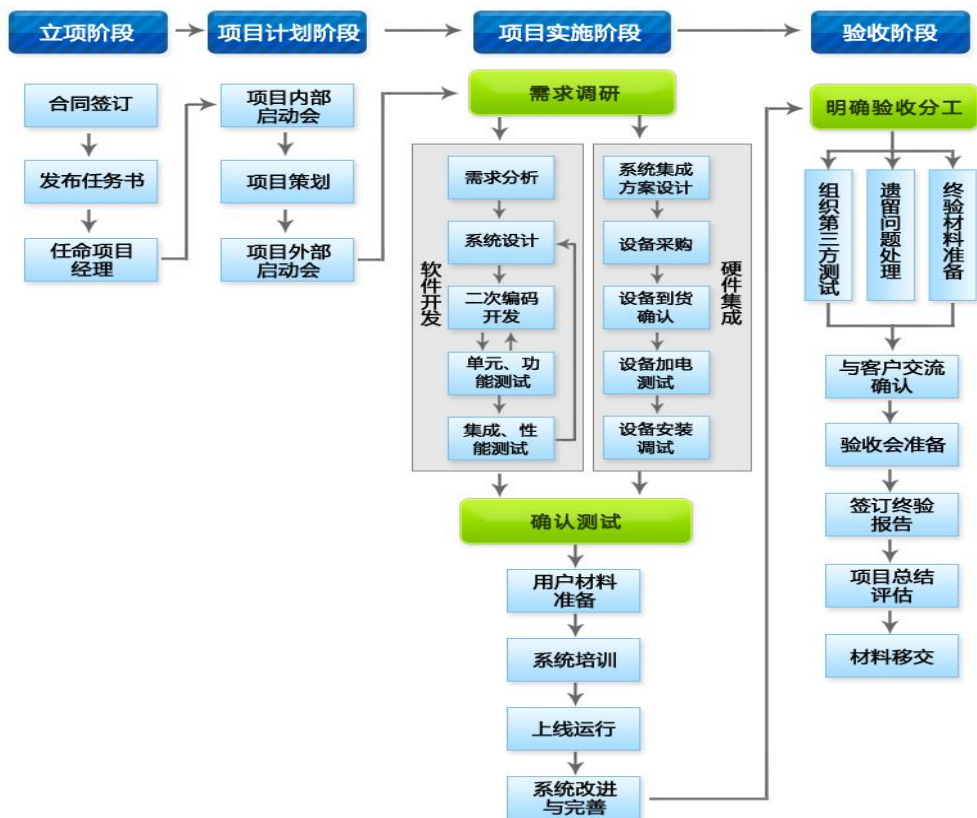 立项阶段
项目计划阶段
项目实施阶段
验收阶段
合同签订
发布任务书
任命项目
经理
项目内部
启动会
项目策划
项目外部
启动会
需求调研
软件开发
需求分析
系统设计
二次编码
开发
单元、功
能测试
集成、性
能测试
硬件集成
系统集成
方案设计
设备采购
设备到货
确认
设备加电
测试
设备安装
调试
确认测试
用户材料
准备
系统培训
上线运行
系统改进
与完善
明确验收分工
组织第三方测试
遗留问题处理
终验材料准备
与客户交流
确认
验收会准备
签订终验
报告
项目总结
评估
材料移交